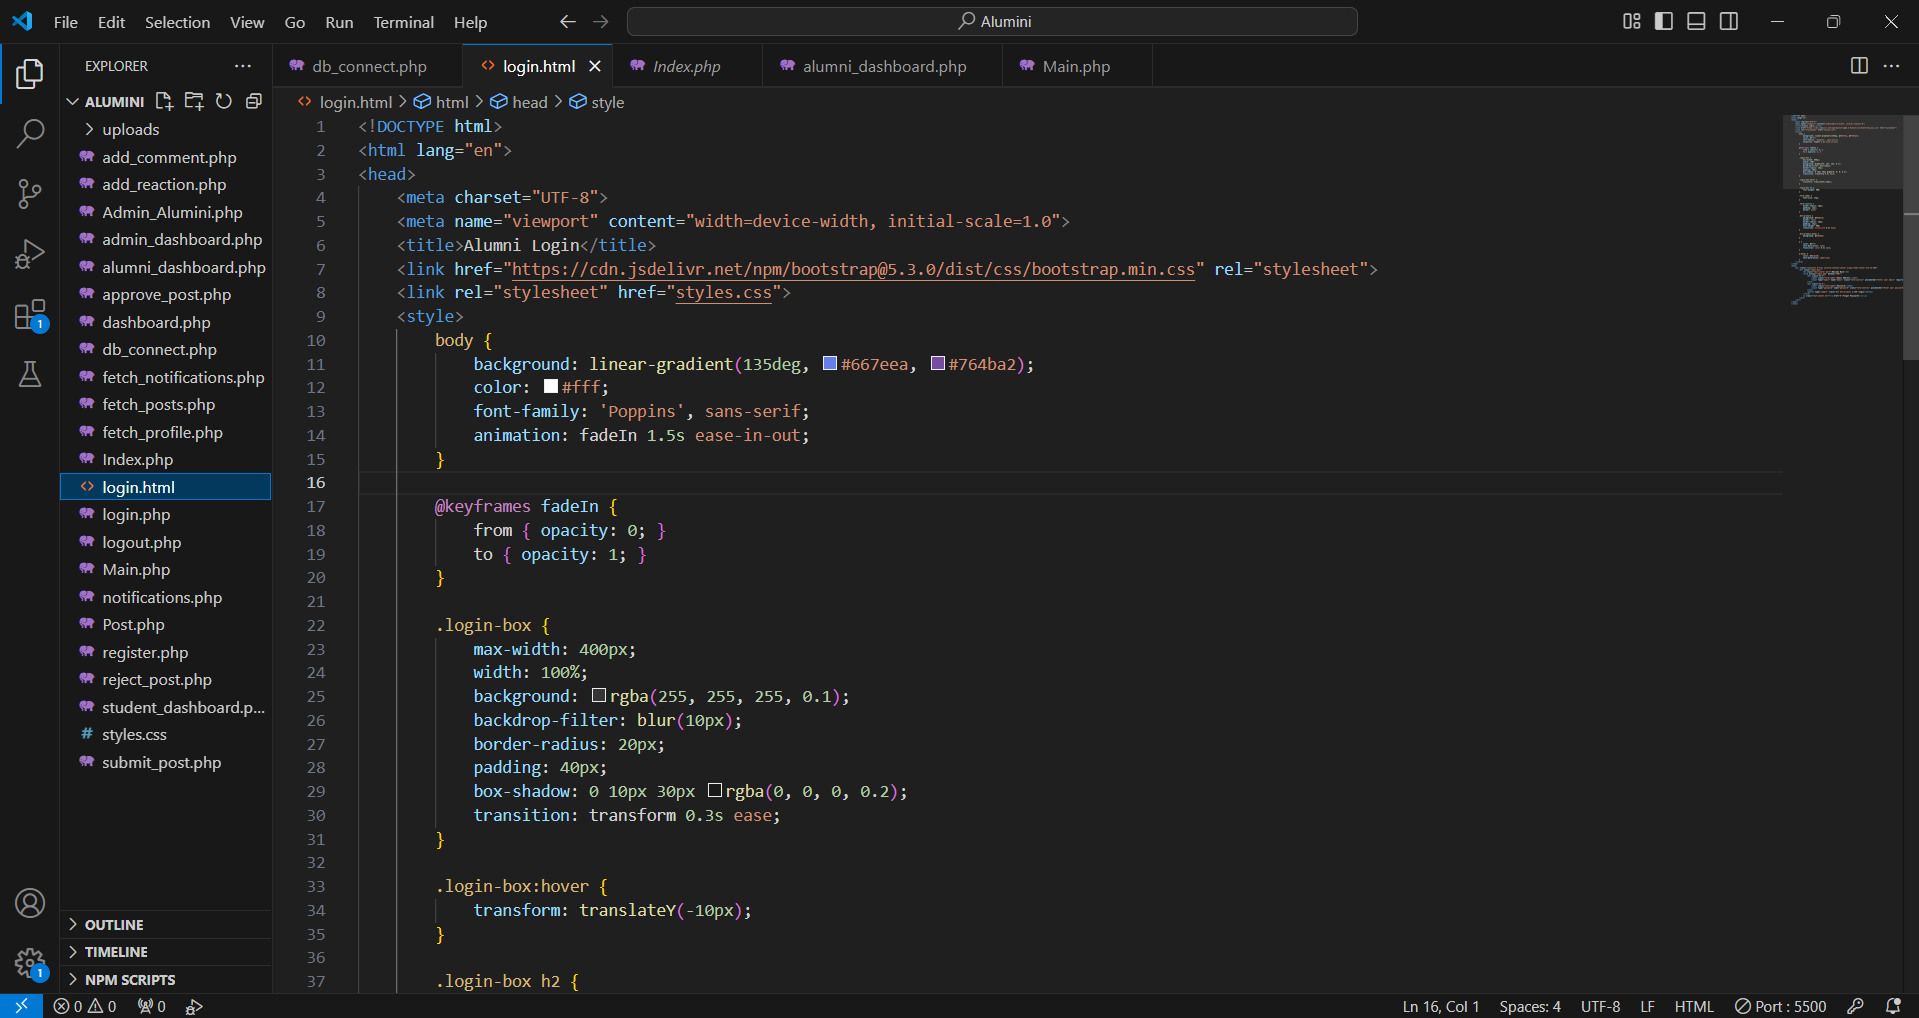 File Edit Selection View Go Run Terminal Help
Alumini
EXPLORER
ALUMINI
uploads
add_comment.php
add_reaction.php
Admin_Alumini.php
admin_dashboard.php
alumni_dashboard.php
approve_post.php
dashboard.php
db_connect.php
fetch_notifications.php
fetch_posts.php
fetch_profile.php
Index.php
login.html
login.php
logout.php
Main.php
notifications.php
Post.php
register.php
reject_post.php
student_dashboard.p...
styles.css
submit_post.php
OUTLINE
TIMELINE
NPM SCRIPTS
1
1
db_connect.php login.html Index.php alumni_dashboard.php Main.php
login.html > html > head > style
1 <!DOCTYPE html>
2 <html lang="en">
3 <head>
4 <meta charset="UTF-8">
5 <meta name="viewport" content="width=device-width, initial-scale=1.0">
6 <title>Alumni Login</title>
7 <link href="https://cdn.jsdelivr.net/npm/bootstrap@5.3.0/dist/css/bootstrap.min.css" rel="stylesheet">
8 <link rel="stylesheet" href="styles.css">
9 <style>
10 body {
11 background: linear-gradient(135deg, #667eea, #764ba2);
12 color: #fff;
13 font-family: 'Poppins', sans-serif;
14 animation: fadeIn 1.5s ease-in-out;
15 }
16
17 @keyframes fadeIn {
18 from { opacity: 0; }
19 to { opacity: 1; }
20 }
21
22 .login-box {
23 max-width: 400px;
24 width: 100%;
25 background: rgba(255, 255, 255, 0.1);
26 backdrop-filter: blur(10px);
27 border-radius: 20px;
28 padding: 40px;
29 box-shadow: 0 10px 30px rgba(0, 0, 0, 0.2);
30 transition: transform 0.3s ease;
31 }
32
33 .login-box:hover {
34 transform: translateY(-10px);
35 }
36
37 .login-box h2 {
0 0 0 Ln 16, Col 1 Spaces: 4 UTF-8 LF HTML Port : 5500